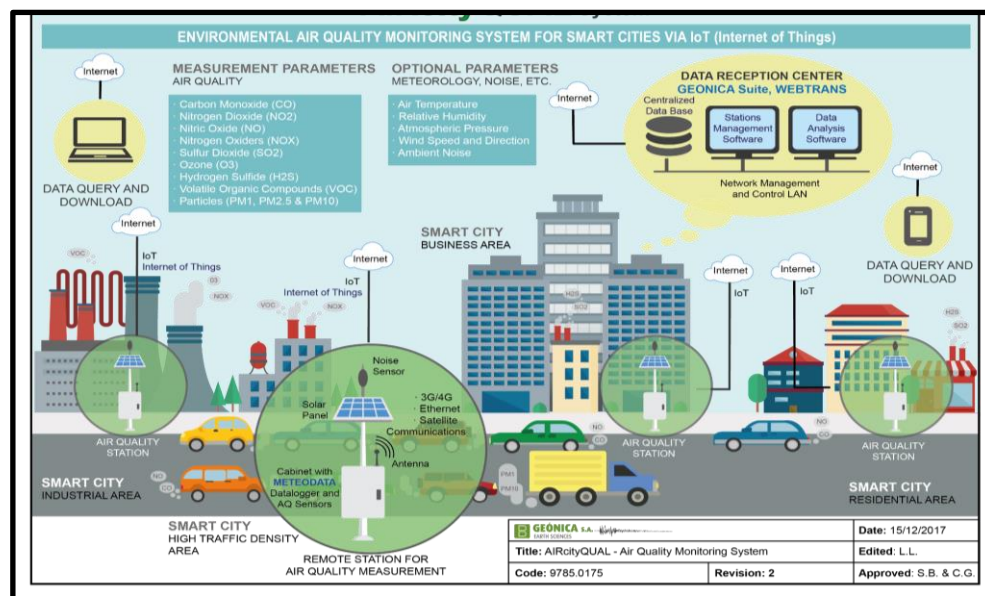 ENVIRONMENTAL AIR QUALITY MONITORING SYSTEM FOR SMART CITIES VIA IoT (Internet of Things)
Internet
MEASUREMENT PARAMETERS
AIR QUALITY
· Carbon Monoxide (CO)
· Nitrogen Dioxide (NO2)
· Nitric Oxide (NO)
· Nitrogen Oxiders (NOX)
· Sulfur Dioxide (SO2)
· Ozone (O3)
· Hydrogen Sulfide (H2S)
· Volatile Organic Compounds (VOC)
· Particles (PM1, PM2.5 & PM10)
OPTIONAL PARAMETERS
METEOROLOGY, NOISE, ETC.
· Air Temperature
· Relative Humidity
· Atmospheric Pressure
· Wind Speed and Direction
· Ambient Noise
Internet
DATA RECEPTION CENTER
GEONICA Suite, WEBTRANS
Centralized
Data Base
Stations
Management
Software
Data
Analysis
Software
Network Management
and Control LAN
DATA QUERY AND
DOWNLOAD
Internet
DATA QUERY AND
DOWNLOAD
Internet
IoT
Internet of Things
VOC
O3
NOX
Internet
IoT
Internet of Things
VOC
NOX
SMART CITY
BUSINESS AREA
H2S
SO2
Internet
IoT
Internet
IoT
H2S
SO2
AIR QUALITY
STATION
SMART CITY
INDUSTRIAL AREA
NO
CO
Noise
Sensor
Solar
Panel
· 3G/4G
· Ethernet
· Satellite
Communications
Antenna
Cabinet with
METEODATA
Datalogger and
AQ Sensors
SMART CITY
HIGH TRAFFIC DENSITY
AREA
REMOTE STATION FOR
AIR QUALITY MEASUREMENT
NO
CO
PM1
PM10
AIR QUALITY
STATION
NO
CO
AIR QUALITY
STATION
SMART CITY
RESIDENTIAL AREA
GEÓNICA S.A.
EARTH SCIENCES
Date: 15/12/2017
Title: AIRcityQUAL - Air Quality Monitoring System
Edited: L.L.
Code: 9785.0175
Revision: 2
Approved: S.B. & C.G.